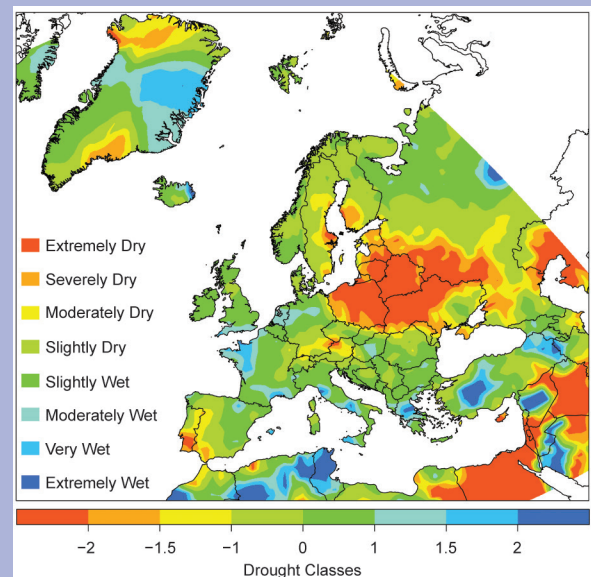 Extremely Dry
Severely Dry
Moderately Dry
Slightly Dry
Slightly Wet
Moderately Wet
Very Wet
Extremely Wet
−2 −1.5 −1 0 1 1.5 2
Drought Classes